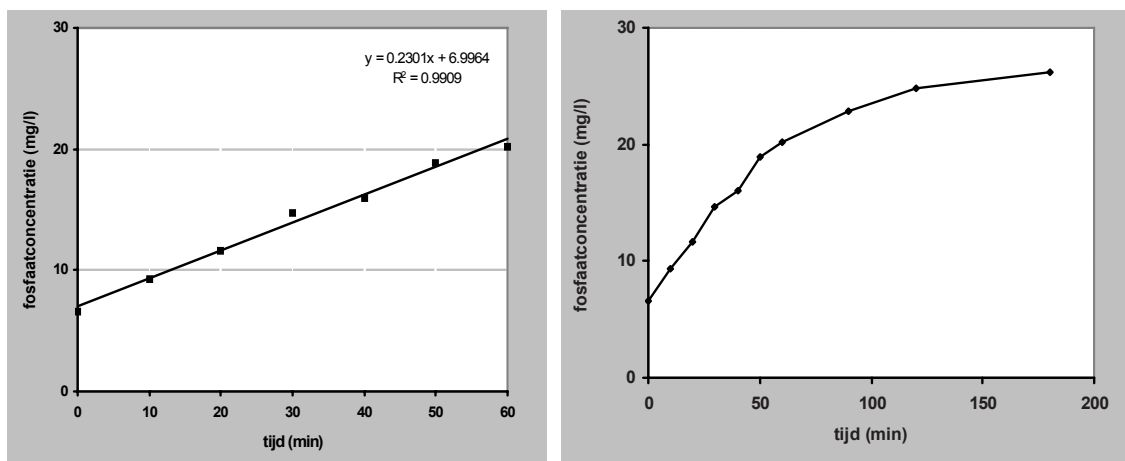 30
20
10
0
fosfaatconcentratie (mg/l)
y = 0.2301x + 6.9964
R² = 0.9909
0 10 20 30 40 50 60
tijd (min)
30
20
10
0
fosfaatconcentratie (mg/l)
0 50 100 150 200
tijd (min)